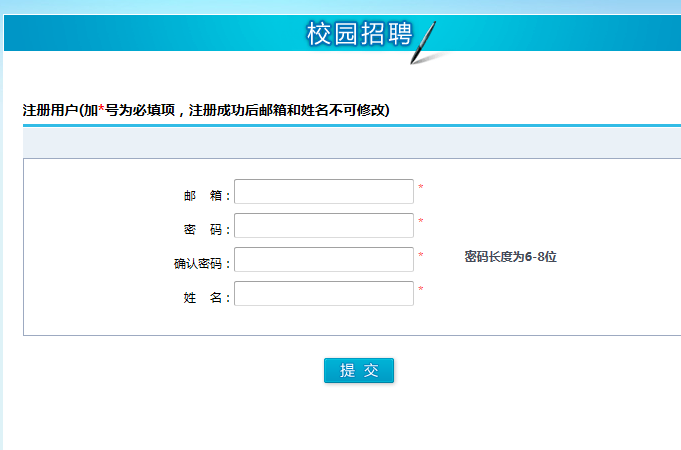 校园招聘
注册用户(加*号为必填项，注册成功后邮箱和姓名不可修改)
邮 箱： *
密 码： *
确认密码： * 密码长度为6-8位
姓 名： *
提 交